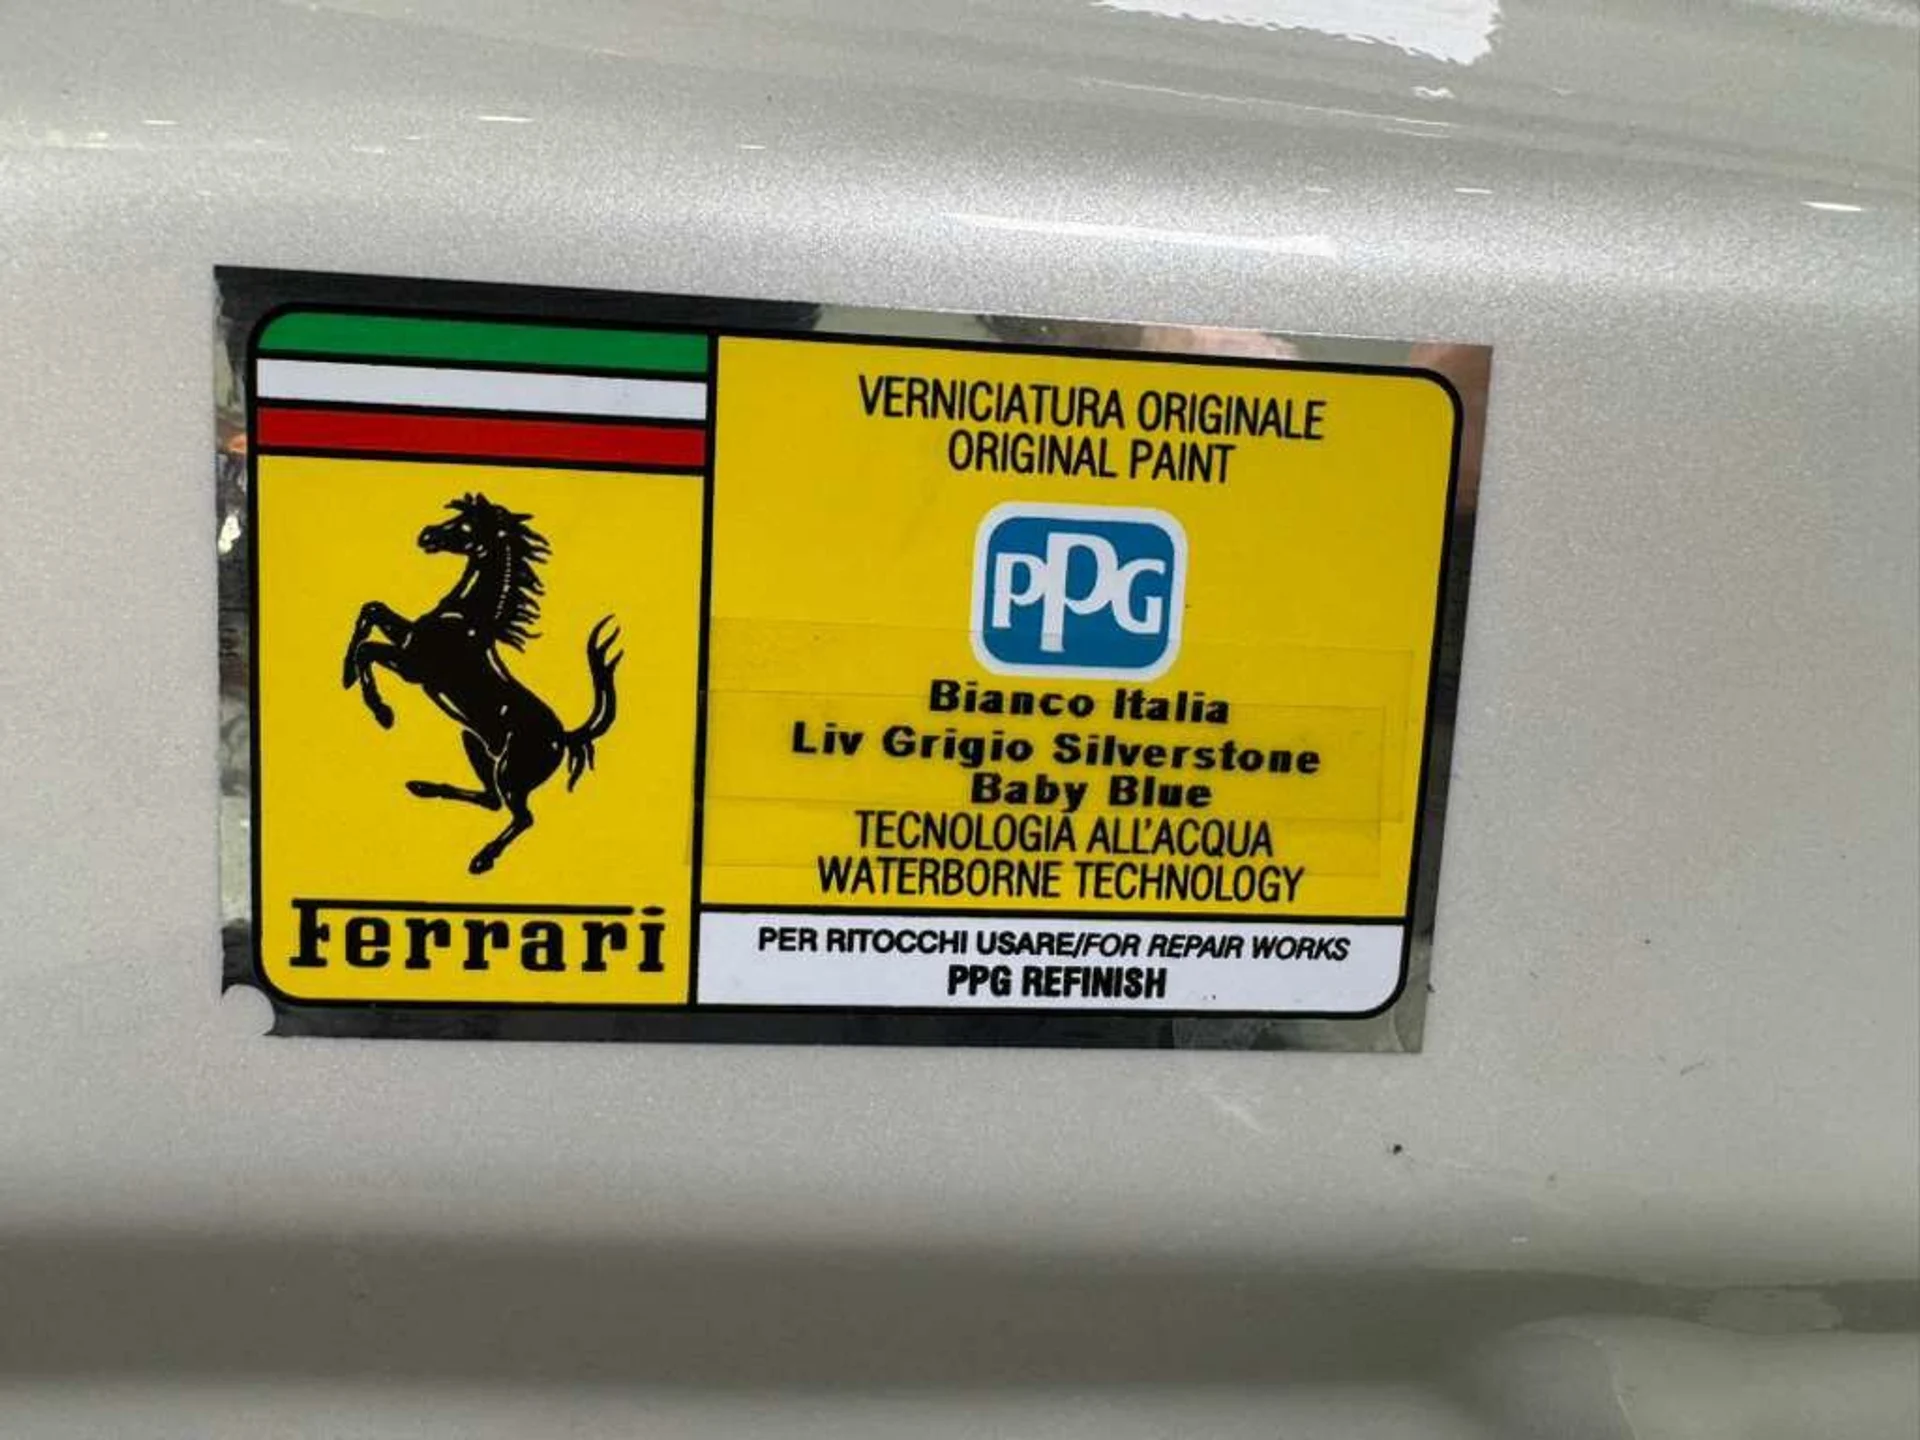 VERNICIATURA ORIGINALE
ORIGINAL PAINT
PPG
Bianco Italia
Liv Grigio Silverstone
Baby Blue
TECNOLOGIA ALL'ACQUA
WATERBORNE TECHNOLOGY
Ferrari
PER RITOCCHI USARE/FOR REPAIR WORKS
PPG REFINISH